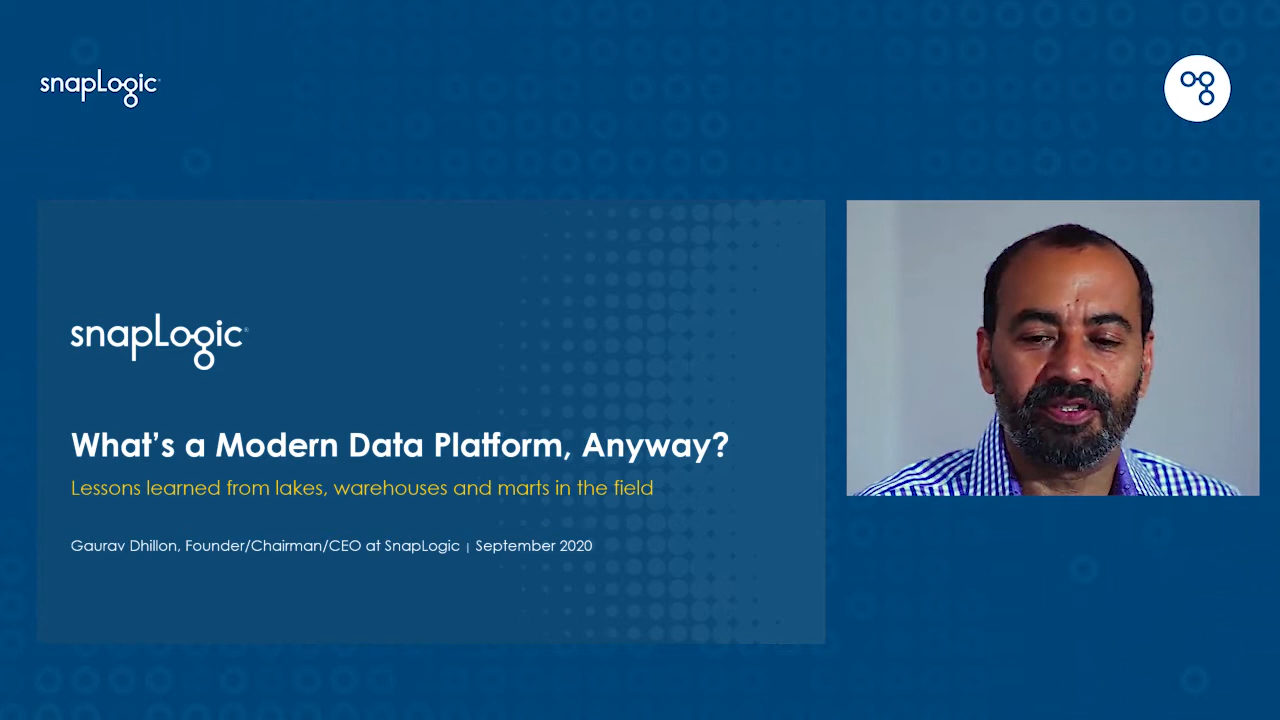 snapLogic
snapLogic®
What's a Modern Data Platform, Anyway?
Lessons learned from lakes, warehouses and marts in the field
Gaurav Dhillon, Founder/Chairman/CEO at SnapLogic | September 2020